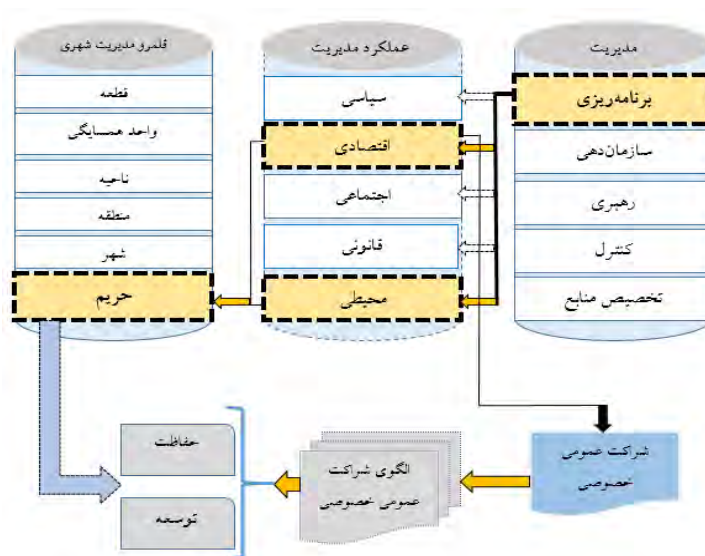 مدیریت
برنامه‌ریزی
سازمان‌دهی
رهبری
کنترل
تخصیص منابع
عملکرد مدیریت
سیاسی
اقتصادی
اجتماعی
قانونی
محیطی
قلمرو مدیریت شهری
قطعه
واحد همسایگی
ناحیه
منطقه
شهر
حریم
شراکت عمومی
خصوصی
الگوی شراکت
عمومی خصوصی
حفاظت
توسعه